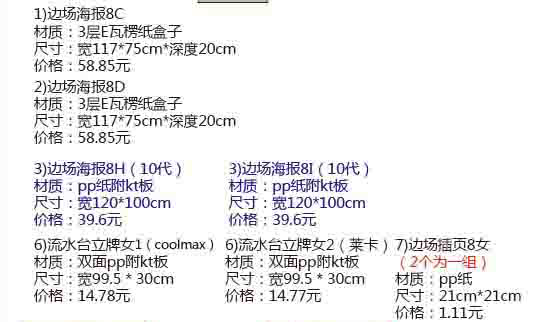 1)边场海报8C
材质：3层E瓦楞纸盒子
尺寸：宽117*75cm*深度20cm
价格：58.85元
2)边场海报8D
材质：3层E瓦楞纸盒子
尺寸：宽117*75cm*深度20cm
价格：58.85元
3)边场海报8H（10代）
材质：pp纸附kt板
尺寸：宽120*100cm
价格：39.6元
3)边场海报8I（10代）
材质：pp纸附kt板
尺寸：宽120*100cm
价格：39.6元
6)流水台立牌女1（coolmax）
材质：双面pp附kt板
尺寸：宽99.5 * 30cm
价格：14.78元
6)流水台立牌女2（莱卡）
材质：双面pp附kt板
尺寸：宽99.5 * 30cm
价格：14.77元
7)边场插页8女
（2个为一组）
材质：pp纸
尺寸：21cm*21cm
价格：1.11元